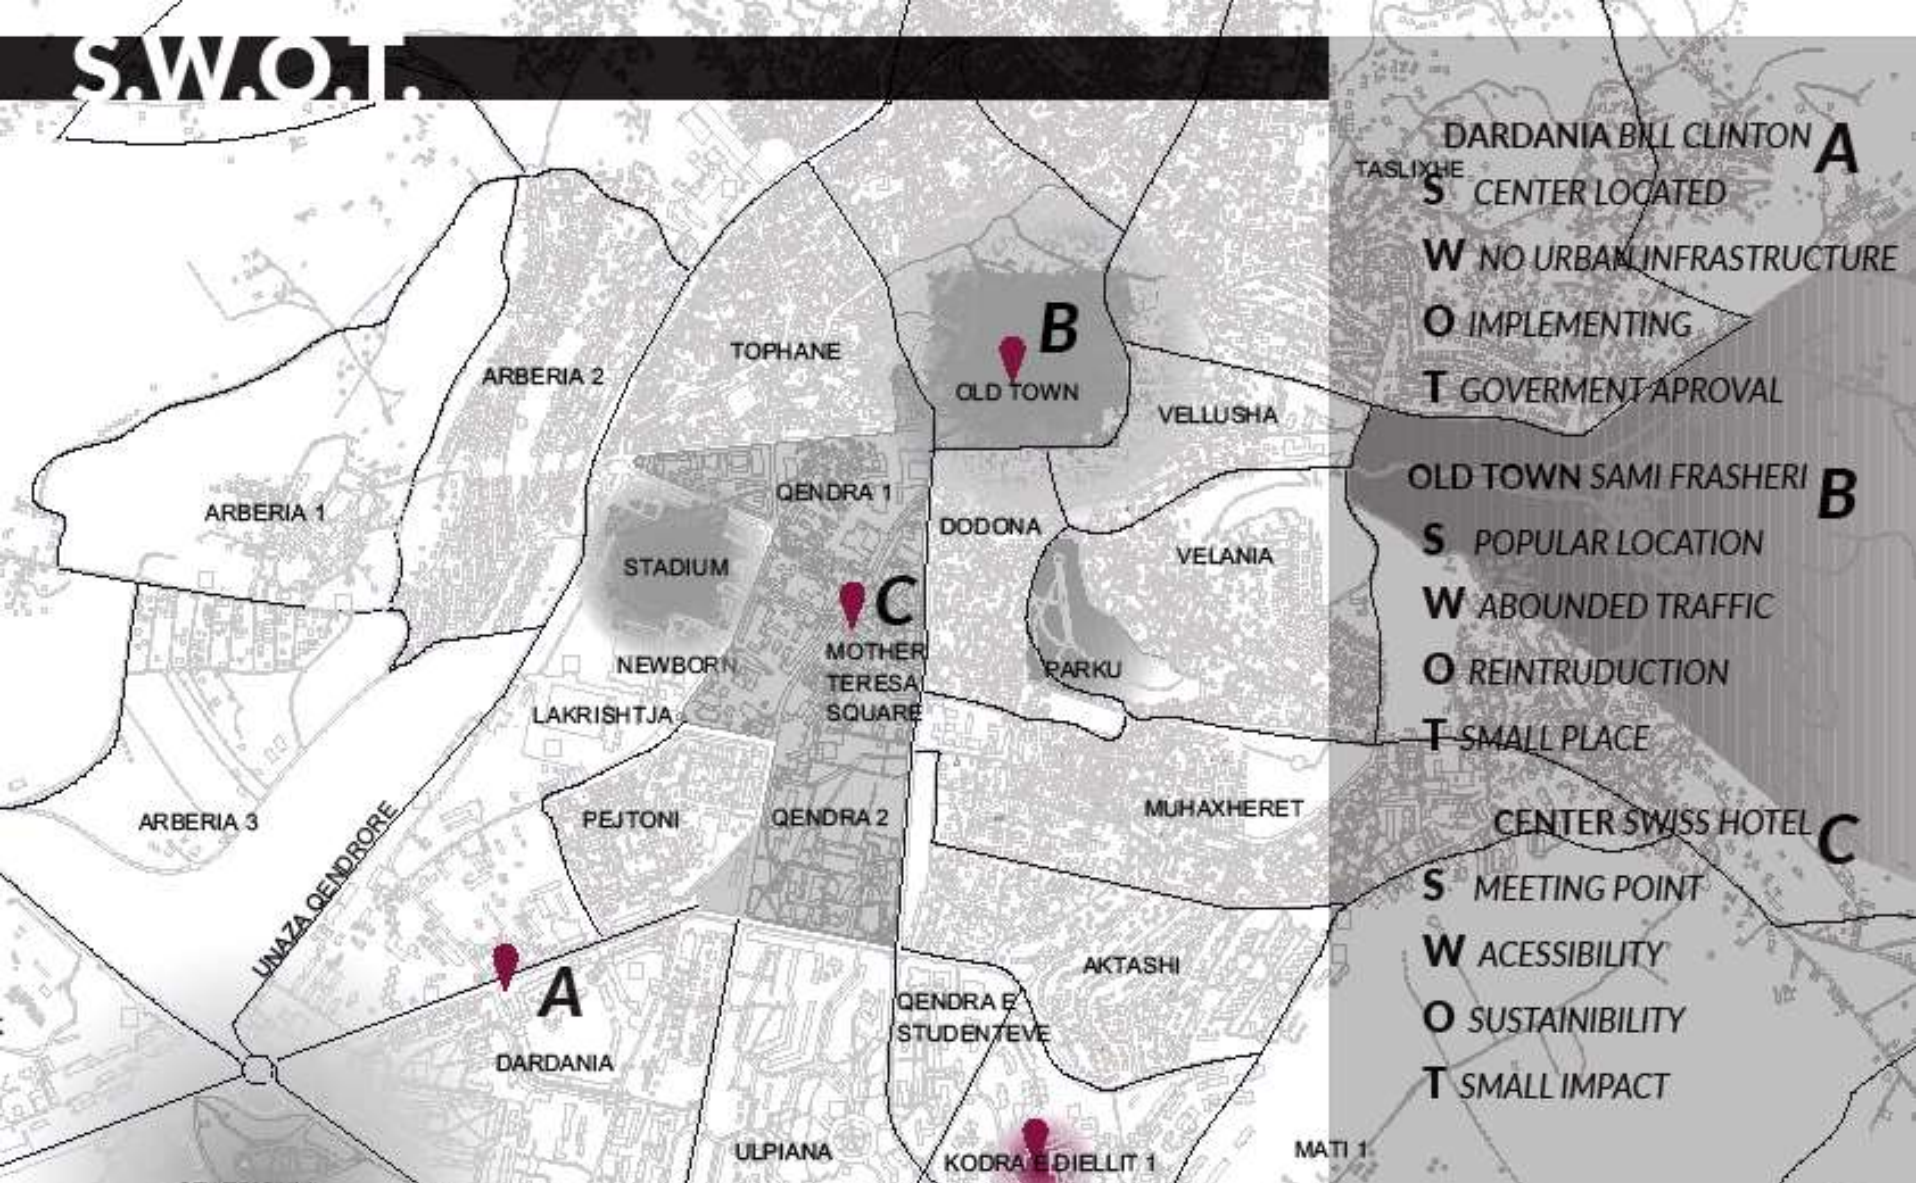 S.W.O.T.
TOPHANE
ARBERIA 2
B
OLD TOWN
VELLUSHA
ARBERIA 1
QENDRA 1
DODONA
VELANIA
STADIUM
C
MOTHER
TERESA
SQUARE
NEWBORN
PARKU
LAKRISHTJA
ARBERIA 3
PEJTONI
QENDRA 2
MUHAXHERET
UNAZA QENDRORE
A
DARDANIA
AKTASHI
QENDRA E
STUDENTEVE
ULPIANA
KODRA E DIELLIT 1
MATI 1
TASLIXHE
DARDANIA BILL CLINTON A
S CENTER LOCATED
W NO URBAN INFRASTRUCTURE
O IMPLEMENTING
T GOVERMENT APROVAL
OLD TOWN SAMI FRASHERI B
S POPULAR LOCATION
W ABOUNDED TRAFFIC
O REINTRUDUCTION
T SMALL PLACE
CENTER SWISS HOTEL C
S MEETING POINT
W ACESSIBILITY
O SUSTAINIBILITY
T SMALL IMPACT